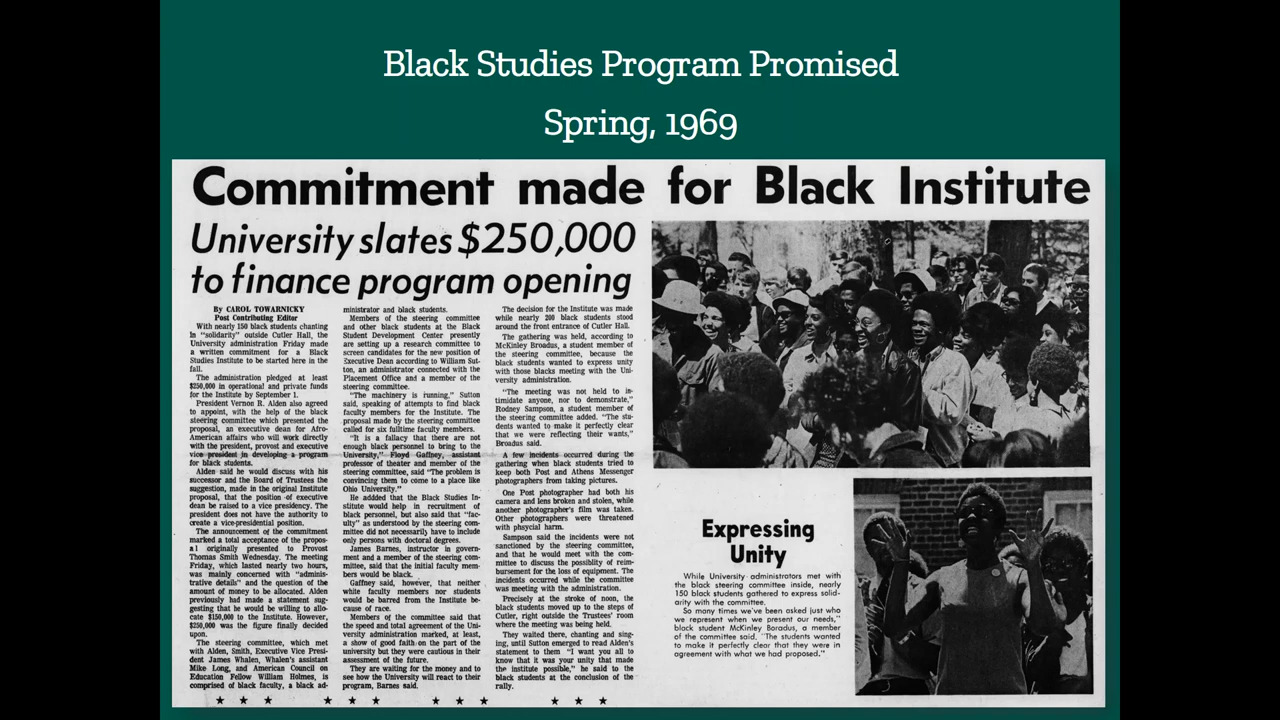 Black Studies Program Promised
Spring, 1969
Commitment made for Black Institute
University slates $250,000
to finance program opening
By CAROL TOWARNICKY
Post Contributing Editor
With nearly 150 black students chanting
in "solidarity" outside Cutler Hall, the
University administration Friday made
a written commitment for a Black
Studies Institute to be started here in the
fall.
The administration pledged at least
$250,000 in operational and private funds
for the Institute by September 1.
President Vernon R. Alden also agreed
to appoint, with the help of the black
steering committee which presented the
proposal, an executive dean for Afro-
American affairs who will work directly
with the president, provost and executive
vice president in developing a program
for black students.
Alden said he would discuss with his
successor and the Board of Trustees the
suggestion, made in the original Institute
proposal, that the position of executive
dean be raised to a vice presidency. The
president does not have the authority to
create a vice-presidential position.
The announcement of the commitment
marked a total acceptance of the propos-
al originally presented to Provost
Thomas Smith Wednesday. The meeting
Friday, which lasted nearly two hours,
was mainly concerned with "adminis-
trative details" and the question of the
amount of money to be allocated. Alden
previously had made a statement sug-
gesting that he would be willing to allo-
cate $150,000 to the Institute. However,
$250,000 was the figure finally decided
upon.
The steering committee, which met
with Alden, Smith, Executive Vice Presi-
dent James Whalen, Whalen's assistant
Mike Long, and American Council on
Education Fellow William Holmes, is
comprised of black faculty, a black ad-
ministrator and black students.
Members of the steering committee
and other black students at the Black
Student Development Center presently
are setting up a research committee to
screen candidates for the new position of
Executive Dean according to William Sut-
ton, an administrator connected with the
Placement Office and a member of the
steering committee.
"The machinery is running," Sutton
said, speaking of attempts to find black
faculty members for the Institute. The
proposal made by the steering committee
called for six fulltime faculty members.
"It is a fallacy that there are not
enough black personnel to bring to the
University," Floyd Gaffney, assistant
professor of theater and member of the
steering committee, said "The problem is
convincing them to come to a place like
Ohio University."
He addded that the Black Studies In-
stitute would help in recruitment of
black personnel, but also said that "fac-
ulty" as understood by the steering com-
mittee did not necessarily have to include
only persons with doctoral degrees.
James Barnes, instructor in govern-
ment and a member of the steering com-
mittee, said that the initial faculty mem-
bers would be black.
Gaffney said, however, that neither
white faculty members nor students
would be barred from the Institute be-
cause of race.
Members of the committee said that
the speed and total agreement of the Uni-
versity administration marked, at least,
a show of good faith on the part of the
university but they were cautious in their
assessment of the future.
They are waiting for the money and to
see how the University will react to their
program, Barnes said.
The decision for the Institute was made
while nearly 200 black students stood
around the front entrance of Cutler Hall.
The gathering was held, according to
McKinley Broadus, a student member of
the steering committee, because the
black students wanted to express unity
with those blacks meeting with the Uni-
versity administration.
"The meeting was not held to in-
timidate anyone, nor to demonstrate,"
Rodney Sampson, a student member of
the steering committee added. "The stu-
dents wanted to make it perfectly clear
that we were reflecting their wants,"
Broadus said.
A few incidents occurred during the
gathering when black students tried to
keep both Post and Athens Messenger
photographers from taking pictures.
One Post photographer had both his
camera and lens broken and stolen, while
another photographer's film was taken.
Other photographers were threatened
with phsycial harm.
Sampson said the incidents were not
sanctioned by the steering committee,
and that he would meet with the com-
mittee to discuss the possibility of reim-
bursement for the loss of equipment. The
incidents occurred while the committee
was meeting with the administration.
Precisely at the stroke of noon, the
black students moved up to the steps of
Cutler, right outside the Trustees' room
where the meeting was being held.
They waited there, chanting and sing-
ing, until Sutton emerged to read Alden's
statement to them "I want you all to
know that it was your unity that made
the institute possible," he said to the
black students at the conclusion of the
rally.
Expressing
Unity
While University administrators met with
the black steering committee inside, nearly
150 black students gathered to express solid-
arity with the committee.
So many times we've been asked just who
we represent when we present our needs,"
black student McKinley Boradus, a member
of the committee said. "The students wanted
to make it perfectly clear that they were in
agreement with what we had proposed."